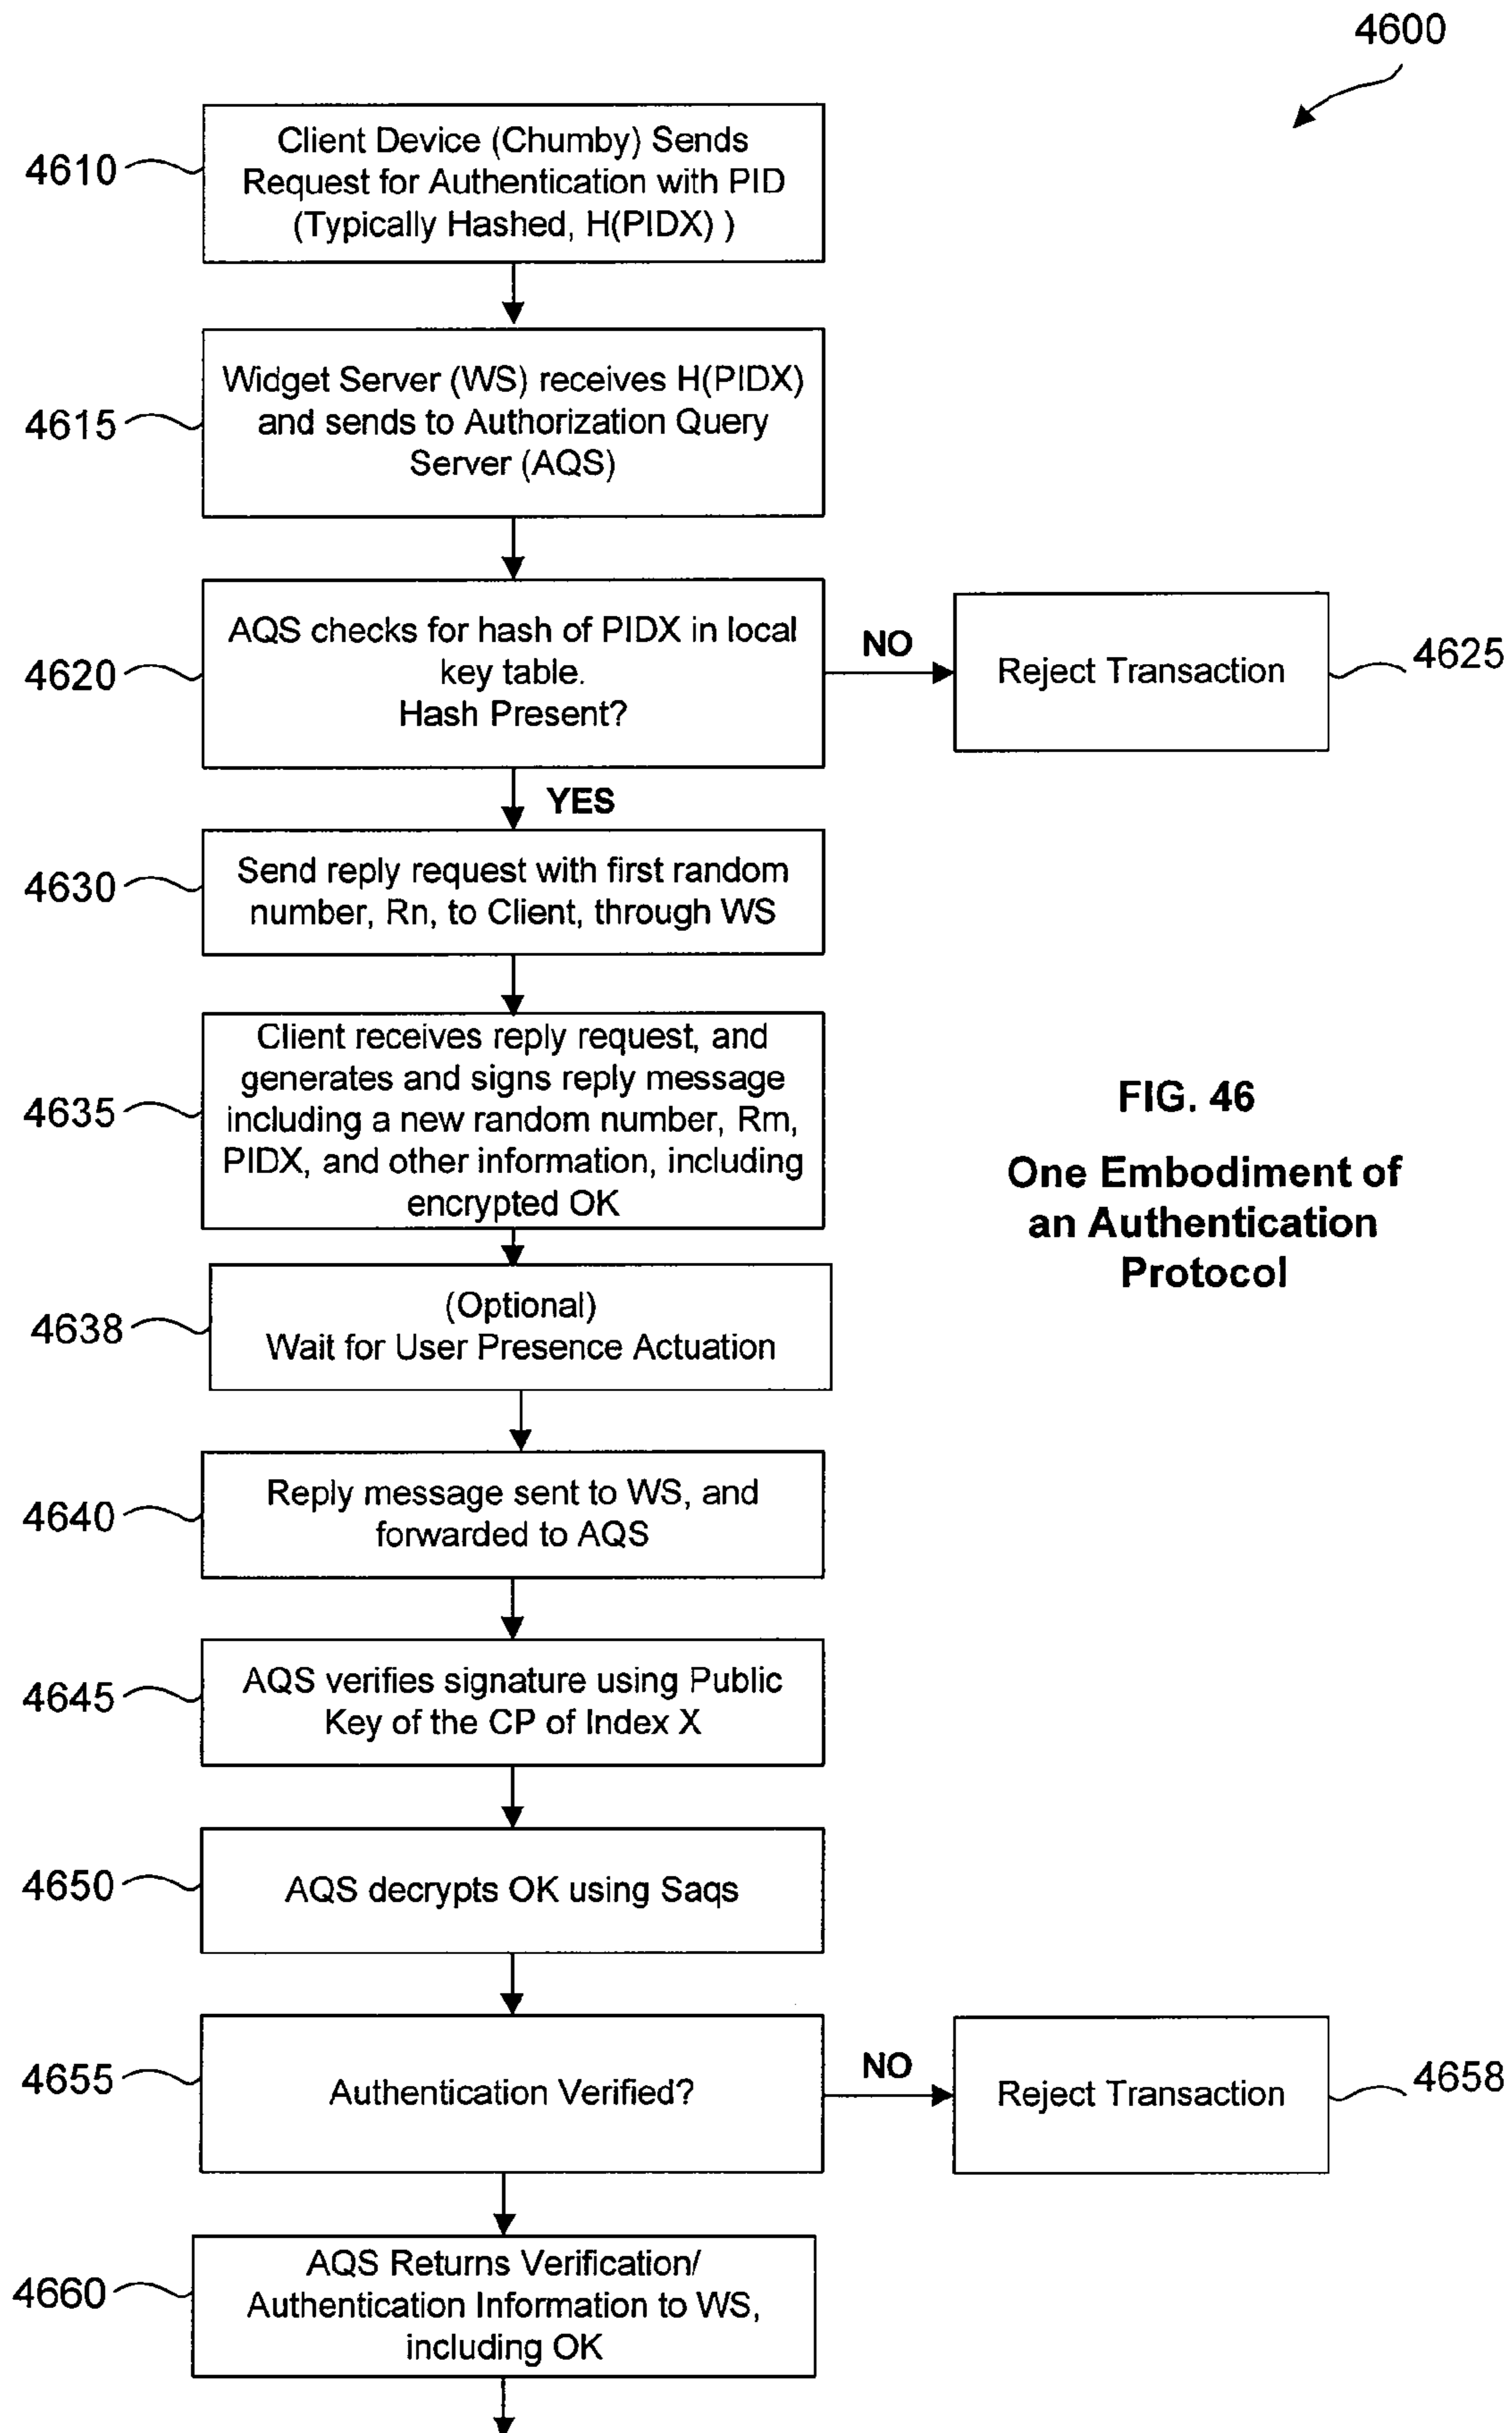 4600
4610
Client Device (Chumby) Sends
Request for Authentication with PID
(Typically Hashed, H(PIDX) )
4615
Widget Server (WS) receives H(PIDX)
and sends to Authorization Query
Server (AQS)
4620
AQS checks for hash of PIDX in local
key table.
Hash Present?
NO
Reject Transaction
4625
YES
4630
Send reply request with first random
number, Rn, to Client, through WS
4635
Client receives reply request, and
generates and signs reply message
including a new random number, Rm,
PIDX, and other information, including
encrypted OK
FIG. 46
One Embodiment of
an Authentication
Protocol
4638
(Optional)
Wait for User Presence Actuation
4640
Reply message sent to WS, and
forwarded to AQS
4645
AQS verifies signature using Public
Key of the CP of Index X
4650
AQS decrypts OK using Saqs
4655
Authentication Verified?
NO
Reject Transaction
4658
4660
AQS Returns Verification/
Authentication Information to WS,
including OK